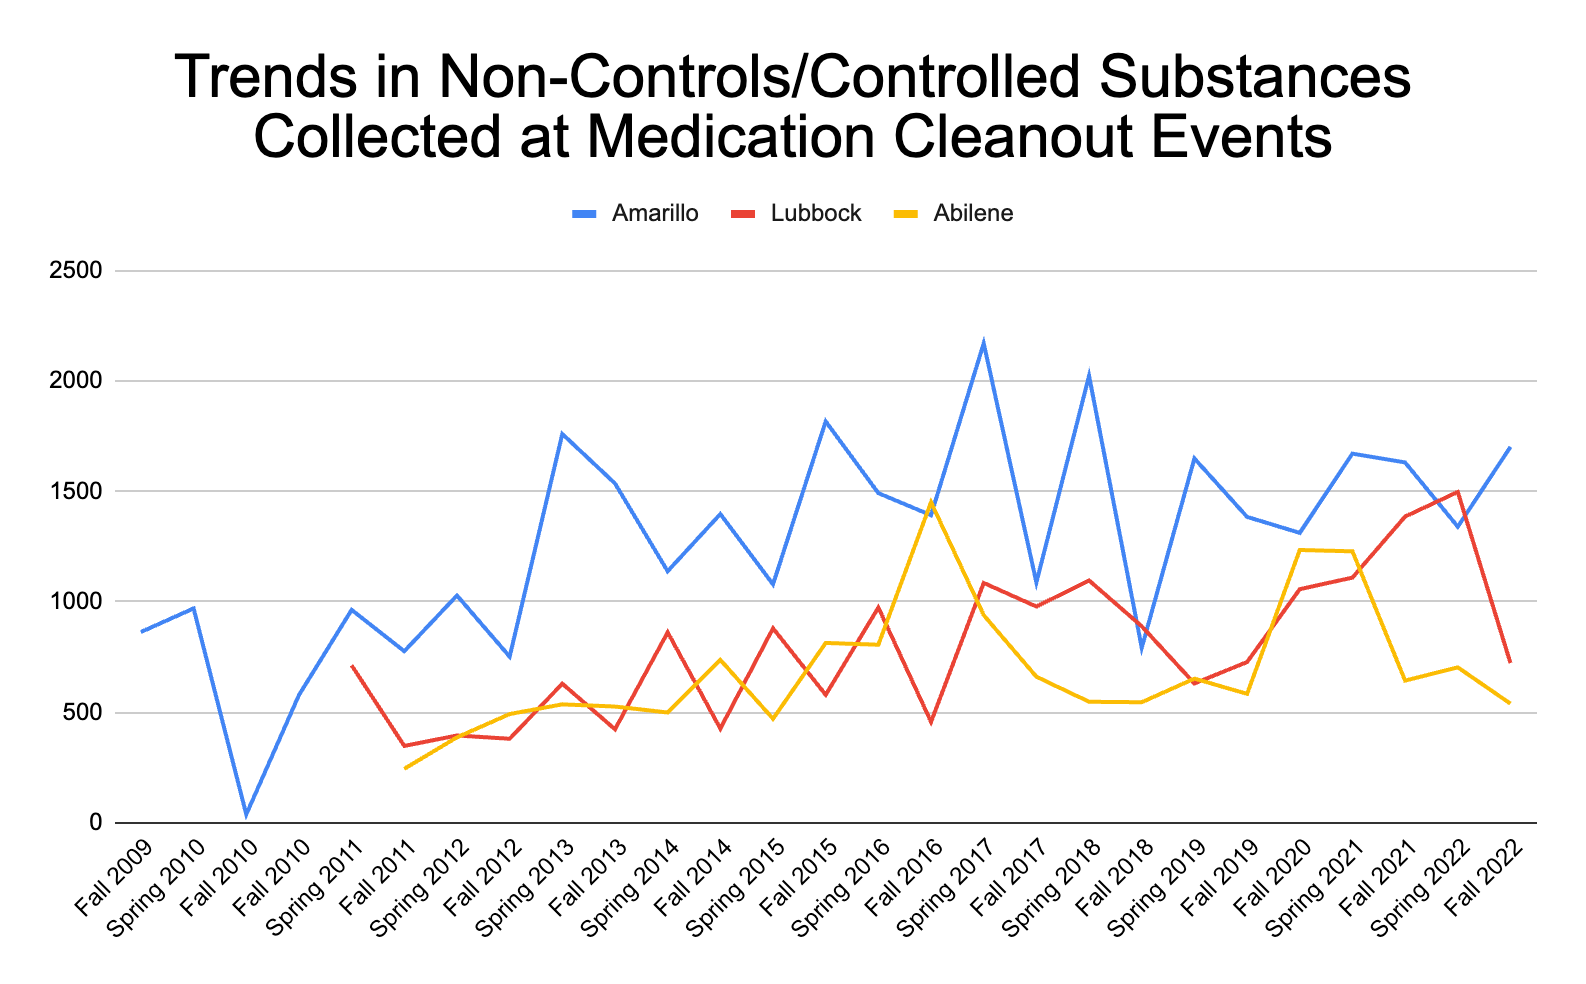 Trends in Non-Controls/Controlled Substances
Collected at Medication Cleanout Events
Amarillo Lubbock Abilene
2500
2000
1500
1000
500
0
Fall 2009
Spring 2010
Fall 2010
Fall 2010
Spring 2011
Fall 2011
Spring 2012
Fall 2012
Spring 2013
Fall 2013
Spring 2014
Fall 2014
Spring 2015
Fall 2015
Spring 2016
Fall 2016
Spring 2017
Fall 2017
Spring 2018
Fall 2018
Spring 2019
Fall 2019
Fall 2020
Spring 2021
Fall 2021
Spring 2022
Fall 2022